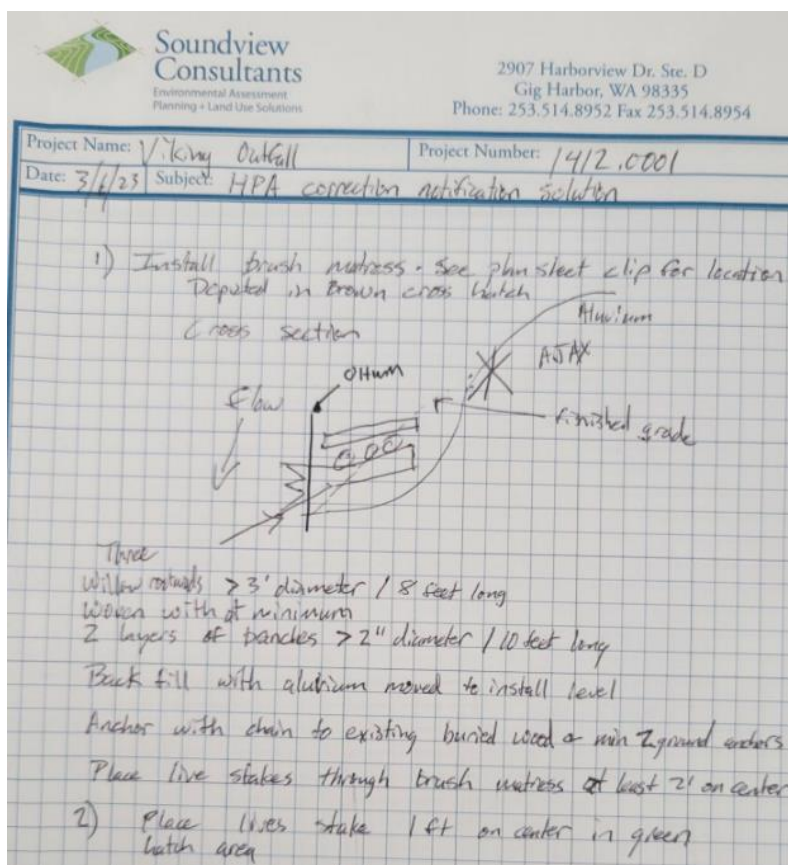 Soundview
Consultants
Environmental Assessment
Planning + Land Use Solutions
2907 Harborview Dr. Ste. D
Gig Harbor, WA 98335
Phone: 253.514.8952 Fax 253.514.8954
Project Name: Viking Outfall
Project Number: 1412.0001
Date: 3/6/23 Subject: HPA correction notification solution
1) Install brush matress. See plan sheet clip for location
Depicted in Brown cross hatch
Cross section
Aluvium
AJAX
OHWM
Flow
finished grade
Three
Willow rootwads >3' diameter / 8 feet long
Woven with at minimum
2 layers of banches >2" diameter / 10 feet long
Back fill with aluvium moved to install level
Anchor with chain to existing buried wood or min 2 ground anchors
Place live stakes through brush matress at least 2' on center
2) Place lives stake 1 ft on center in green
hatch area